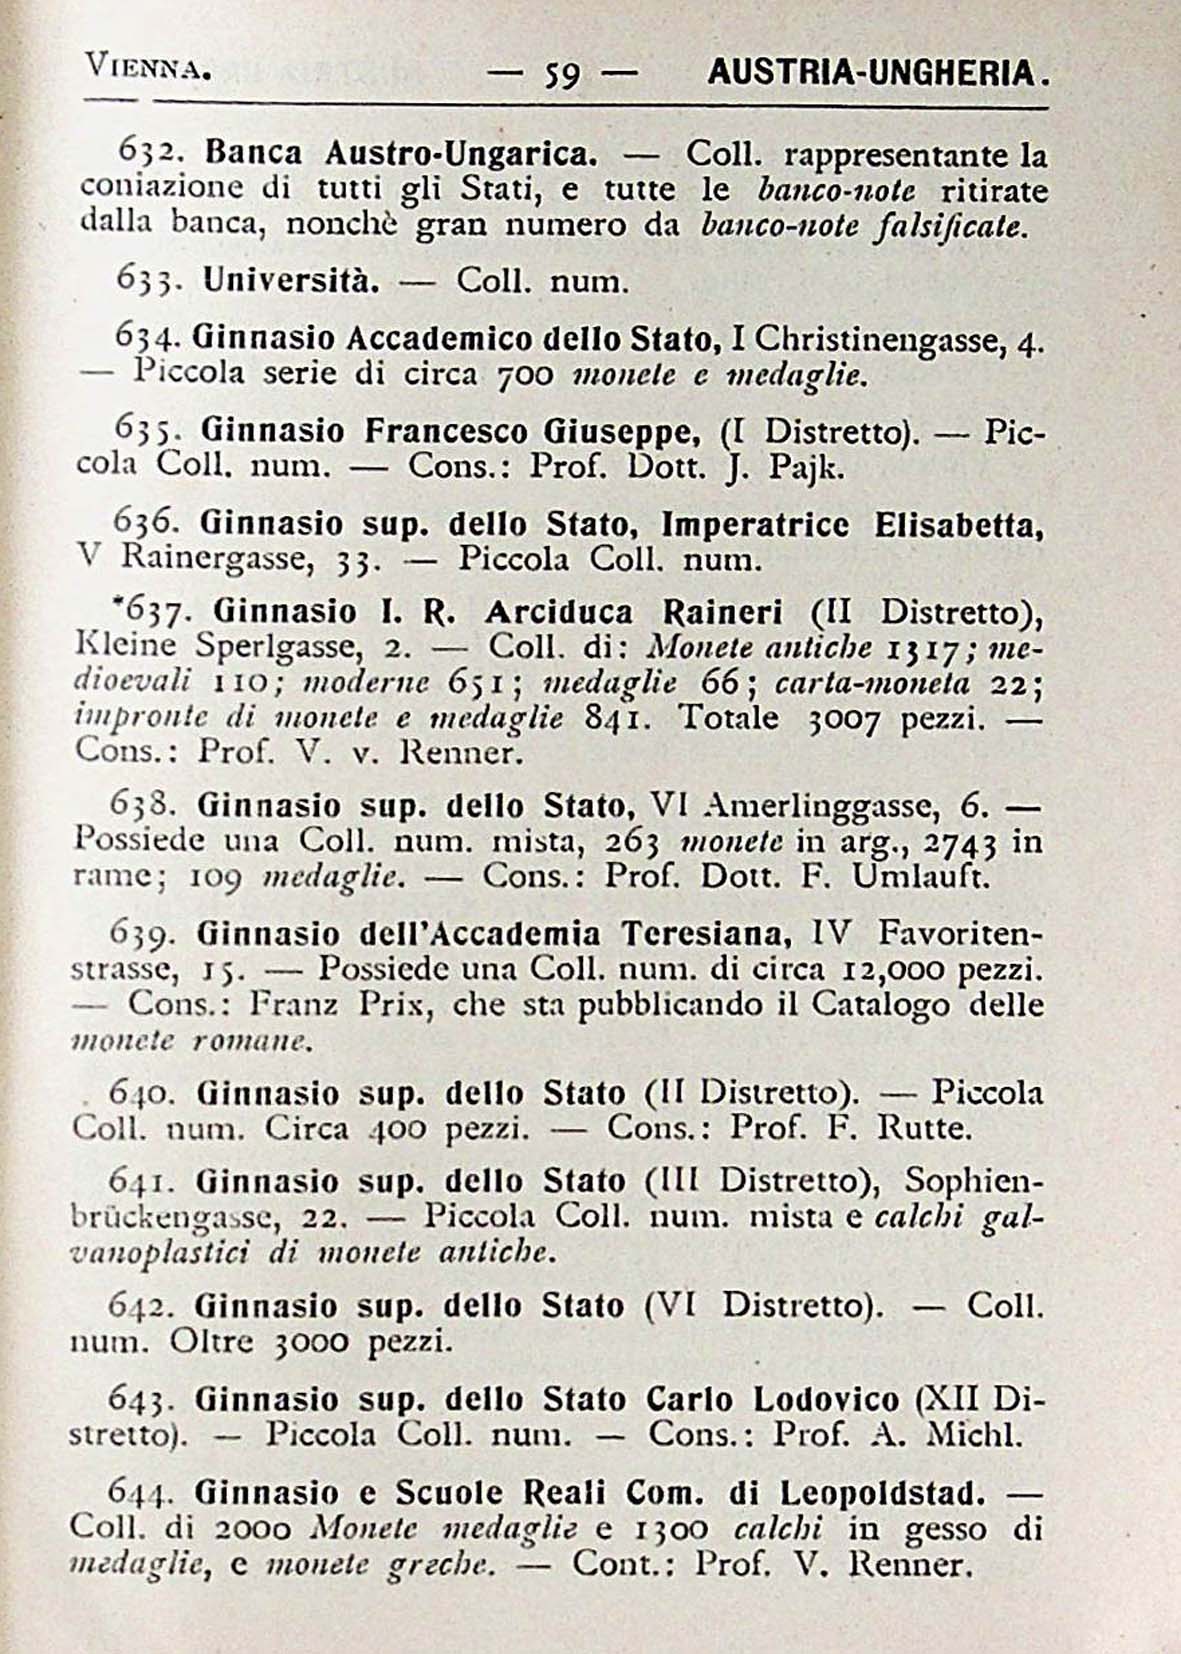 VIENNA. — 59 — AUSTRIA-UNGHERIA.
632. Banca Austro-Ungarica. — Coll. rappresentante la
coniazione di tutti gli Stati, e tutte le banco-note ritirate
dalla banca, nonchè gran numero da banco-note falsificate.
633. Università. — Coll. num.
634. Ginnasio Accademico dello Stato, I Christinengasse, 4.
— Piccola serie di circa 700 monete e medaglie.
635. Ginnasio Francesco Giuseppe, (I Distretto). — Pic-
cola Coll. num. — Cons.: Prof. Dott. J. Pajk.
636. Ginnasio sup. dello Stato, Imperatrice Elisabetta,
V Rainergasse, 33. — Piccola Coll. num.
*637. Ginnasio I. R. Arciduca Raineri (II Distretto),
Kleine Sperlgasse, 2. — Coll. di: Monete antiche 1317; me-
dioevali 110; moderne 651; medaglie 66; carta-moneta 22;
impronte di monete e medaglie 841. Totale 3007 pezzi. —
Cons.: Prof. V. v. Renner.
638. Ginnasio sup. dello Stato, VI Amerlinggasse, 6. —
Possiede una Coll. num. mista, 263 monete in arg., 2743 in
rame; 109 medaglie. — Cons.: Prof. Dott. F. Umlauft.
639. Ginnasio dell'Accademia Teresiana, IV Favoriten-
strasse, 15. — Possiede una Coll. num. di circa 12,000 pezzi.
— Cons.: Franz Prix, che sta pubblicando il Catalogo delle
monete romane.
640. Ginnasio sup. dello Stato (II Distretto). — Piccola
Coll. num. Circa 400 pezzi. — Cons.: Prof. F. Rutte.
641. Ginnasio sup. dello Stato (III Distretto), Sophien-
brückengasse, 22. — Piccola Coll. num. mista e calchi gal-
vanoplastici di monete antiche.
642. Ginnasio sup. dello Stato (VI Distretto). — Coll.
num. Oltre 3000 pezzi.
643. Ginnasio sup. dello Stato Carlo Lodovico (XII Di-
stretto). — Piccola Coll. num. — Cons.: Prof. A. Michl.
644. Ginnasio e Scuole Reali Com. di Leopoldstad. —
Coll. di 2000 Monete medaglie e 1300 calchi in gesso di
medaglie, e monete greche. — Cont.: Prof. V. Renner.